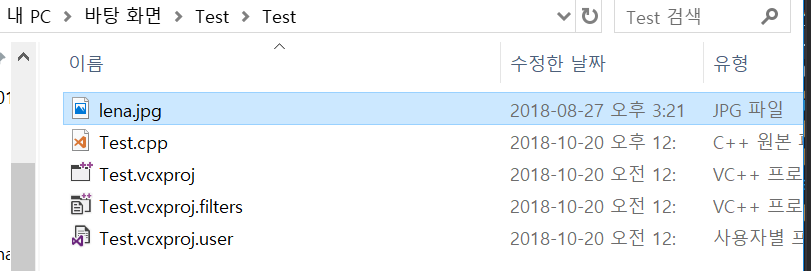 내 PC > 바탕 화면 > Test > Test Test 검색
이름 수정한 날짜 유형
lena.jpg 2018-08-27 오후 3:21 JPG 파일
Test.cpp 2018-10-20 오후 12: C++ 원본
Test.vcxproj 2018-10-20 오전 12: VC++ 프로
Test.vcxproj.filters 2018-10-20 오전 12: VC++ 프로
Test.vcxproj.user 2018-10-20 오전 12: 사용자별